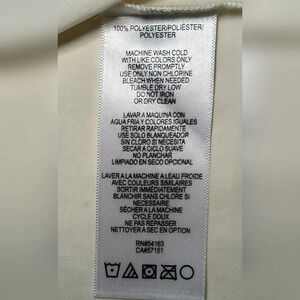 100% POLYESTER/POLIÉSTER/
POLYESTER
MACHINE WASH COLD
WITH LIKE COLORS ONLY
REMOVE PROMPTLY
USE ONLY NON CHLORINE
BLEACH WHEN NEEDED
TUMBLE DRY LOW
DO NOT IRON
OR DRY CLEAN
LAVAR A MAQUINA CON
AGUA FRIA Y COLORES IGUALES
RETIRAR RAPIDAMENTE
USAR SOLO BLANQUEADOR
SIN CLORO SI NECESITA
SECAR A CICLO SUAVE
NO PLANCHAR
LIMPIADO EN SECO OPCIÓN
LAVER A LA MACHINE A LEAU FROIDE
AVEC COULEURS SIMILAIRES
SORTIR IMMEDIATEMENT
BLANCHIR SANS CHLORE SI
NECESSAIRE
SÉCHER A LA MACHINE
CYCLE DOUX
NE PAS REPASSER
NETTOYER A SEC EN OPTION
RN#54163
CA#57151